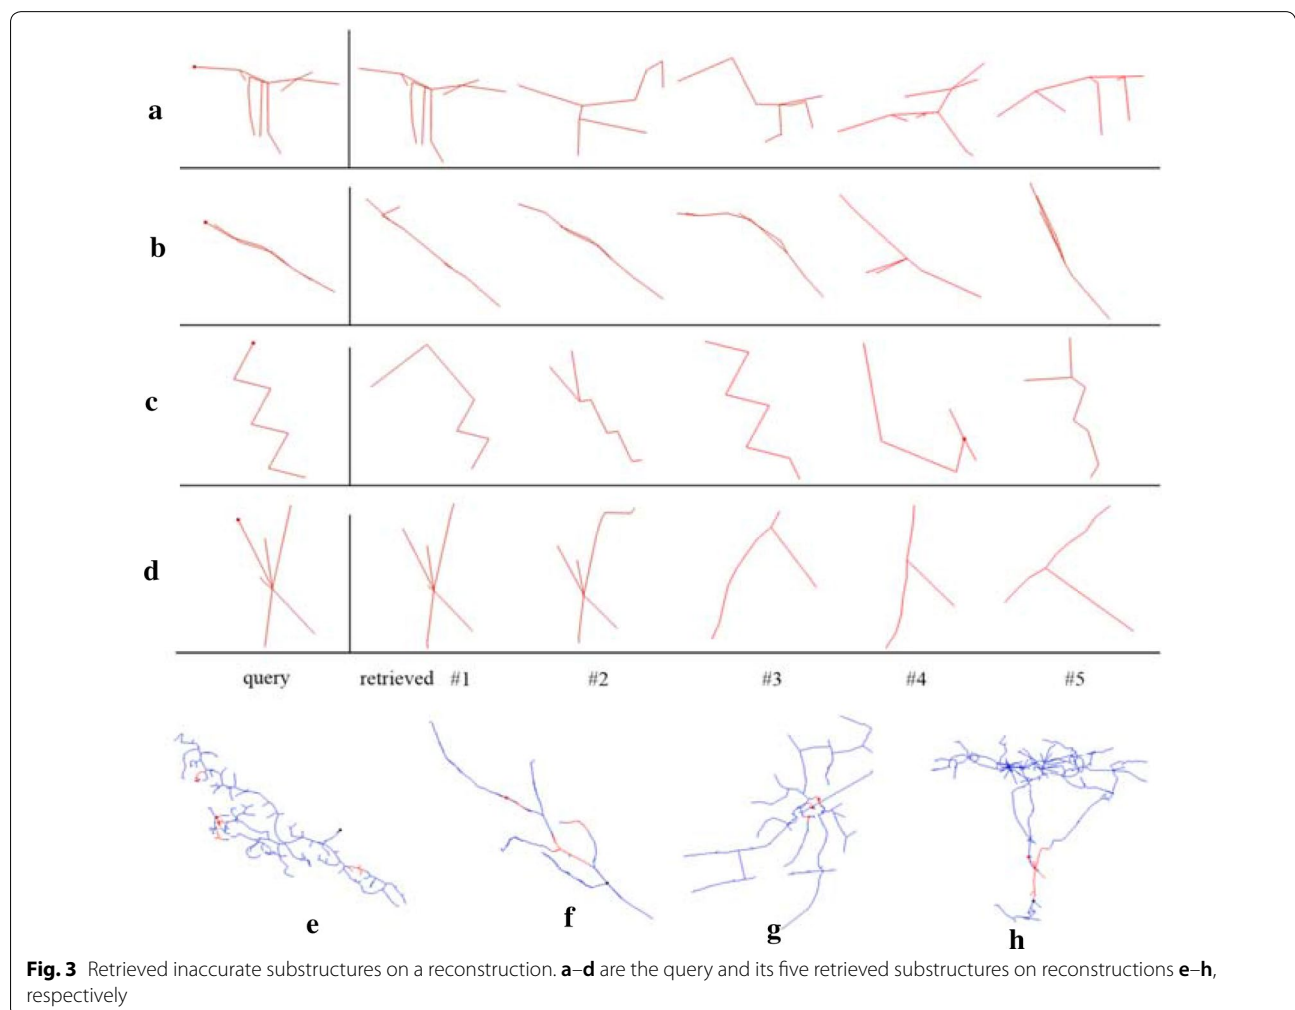 a
b
c
d
query retrieved #1 #2 #3 #4 #5
e f g h
Fig. 3 Retrieved inaccurate substructures on a reconstruction. a–d are the query and its five retrieved substructures on reconstructions e–h,
respectively